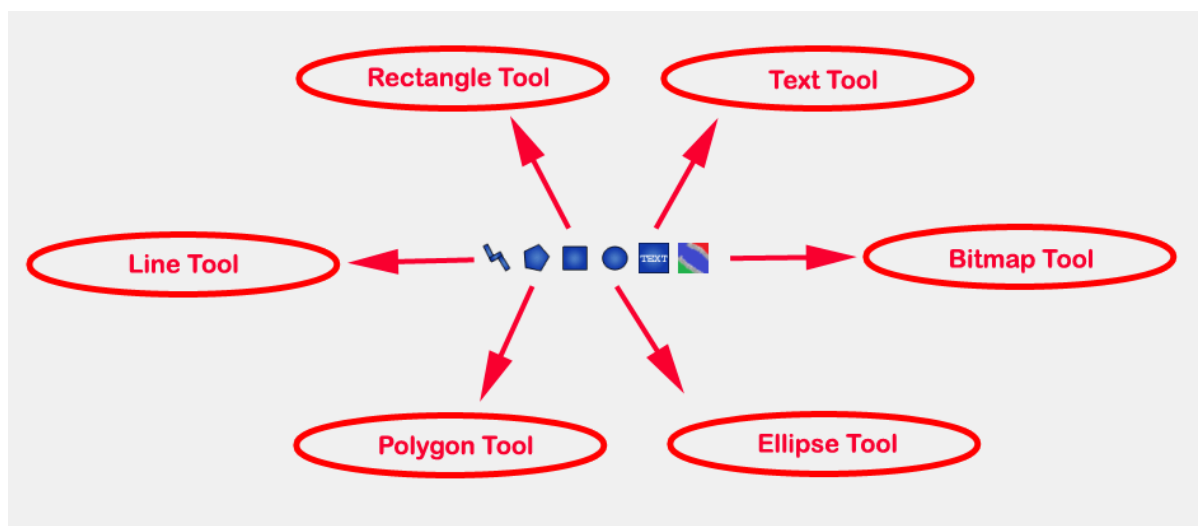 Rectangle Tool
Text Tool
Line Tool
TEXT
Bitmap Tool
Polygon Tool
Ellipse Tool